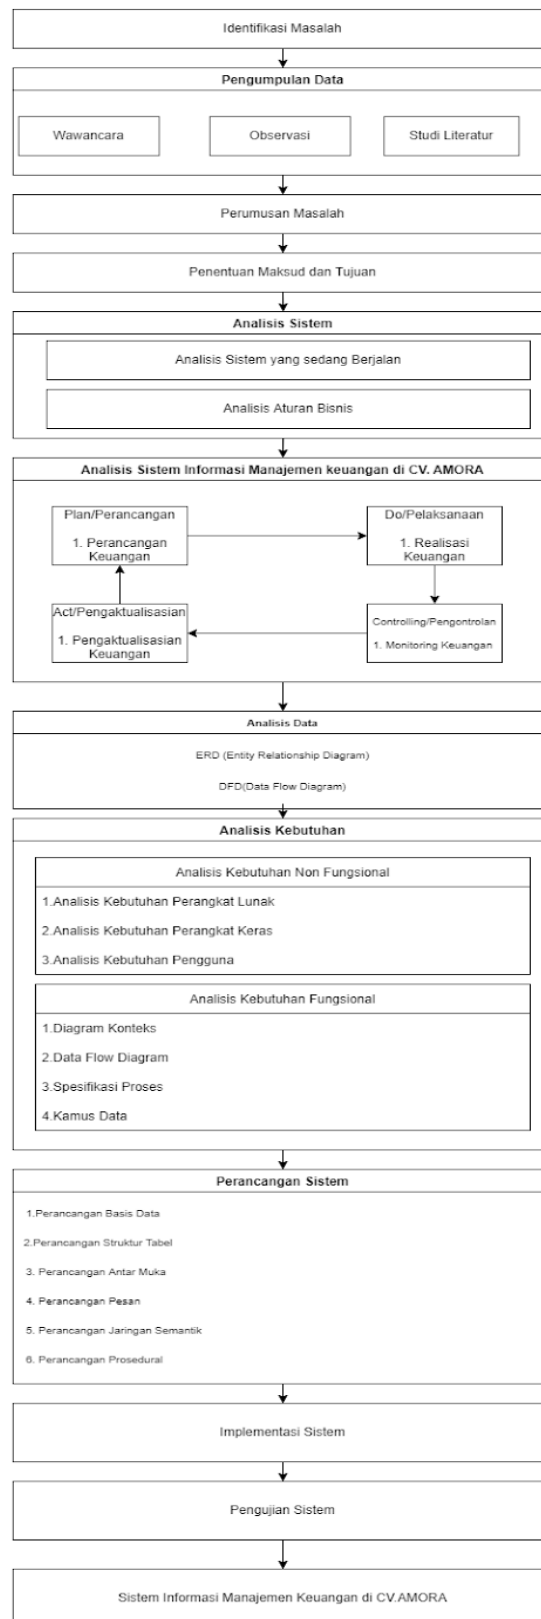 Identifikasi Masalah
Pengumpulan Data
Wawancara
Observasi
Studi Literatur
Perumusan Masalah
Penentuan Maksud dan Tujuan
Analisis Sistem
Analisis Sistem yang sedang Berjalan
Analisis Aturan Bisnis
Analisis Sistem Informasi Manajemen keuangan di CV. AMORA
Plan/Perancangan
1. Perancangan
Keuangan
Do/Pelaksanaan
1. Realisasi
Keuangan
Act/Pengaktualisasian
1. Pengaktualisasian
Keuangan
Controlling/Pengontrolan
1. Monitoring Keuangan
Analisis Data
ERD (Entity Relationship Diagram)
DFD(Data Flow Diagram)
Analisis Kebutuhan
Analisis Kebutuhan Non Fungsional
1.Analisis Kebutuhan Perangkat Lunak
2.Analisis Kebutuhan Perangkat Keras
3.Analisis Kebutuhan Pengguna
Analisis Kebutuhan Fungsional
1.Diagram Konteks
2.Data Flow Diagram
3.Spesifikasi Proses
4.Kamus Data
Perancangan Sistem
1.Perancangan Basis Data
2.Perancangan Struktur Tabel
3. Perancangan Antar Muka
4. Perancangan Pesan
5. Perancangan Jaringan Semantik
6. Perancangan Prosedural
Implementasi Sistem
Pengujian Sistem
Sistem Informasi Manajemen Keuangan di CV.AMORA